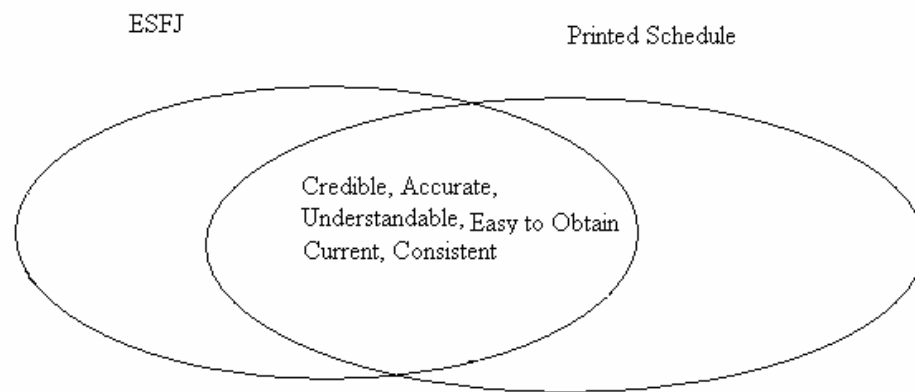 ESFJ
Printed Schedule
Credible, Accurate,
Understandable, Easy to Obtain
Current, Consistent